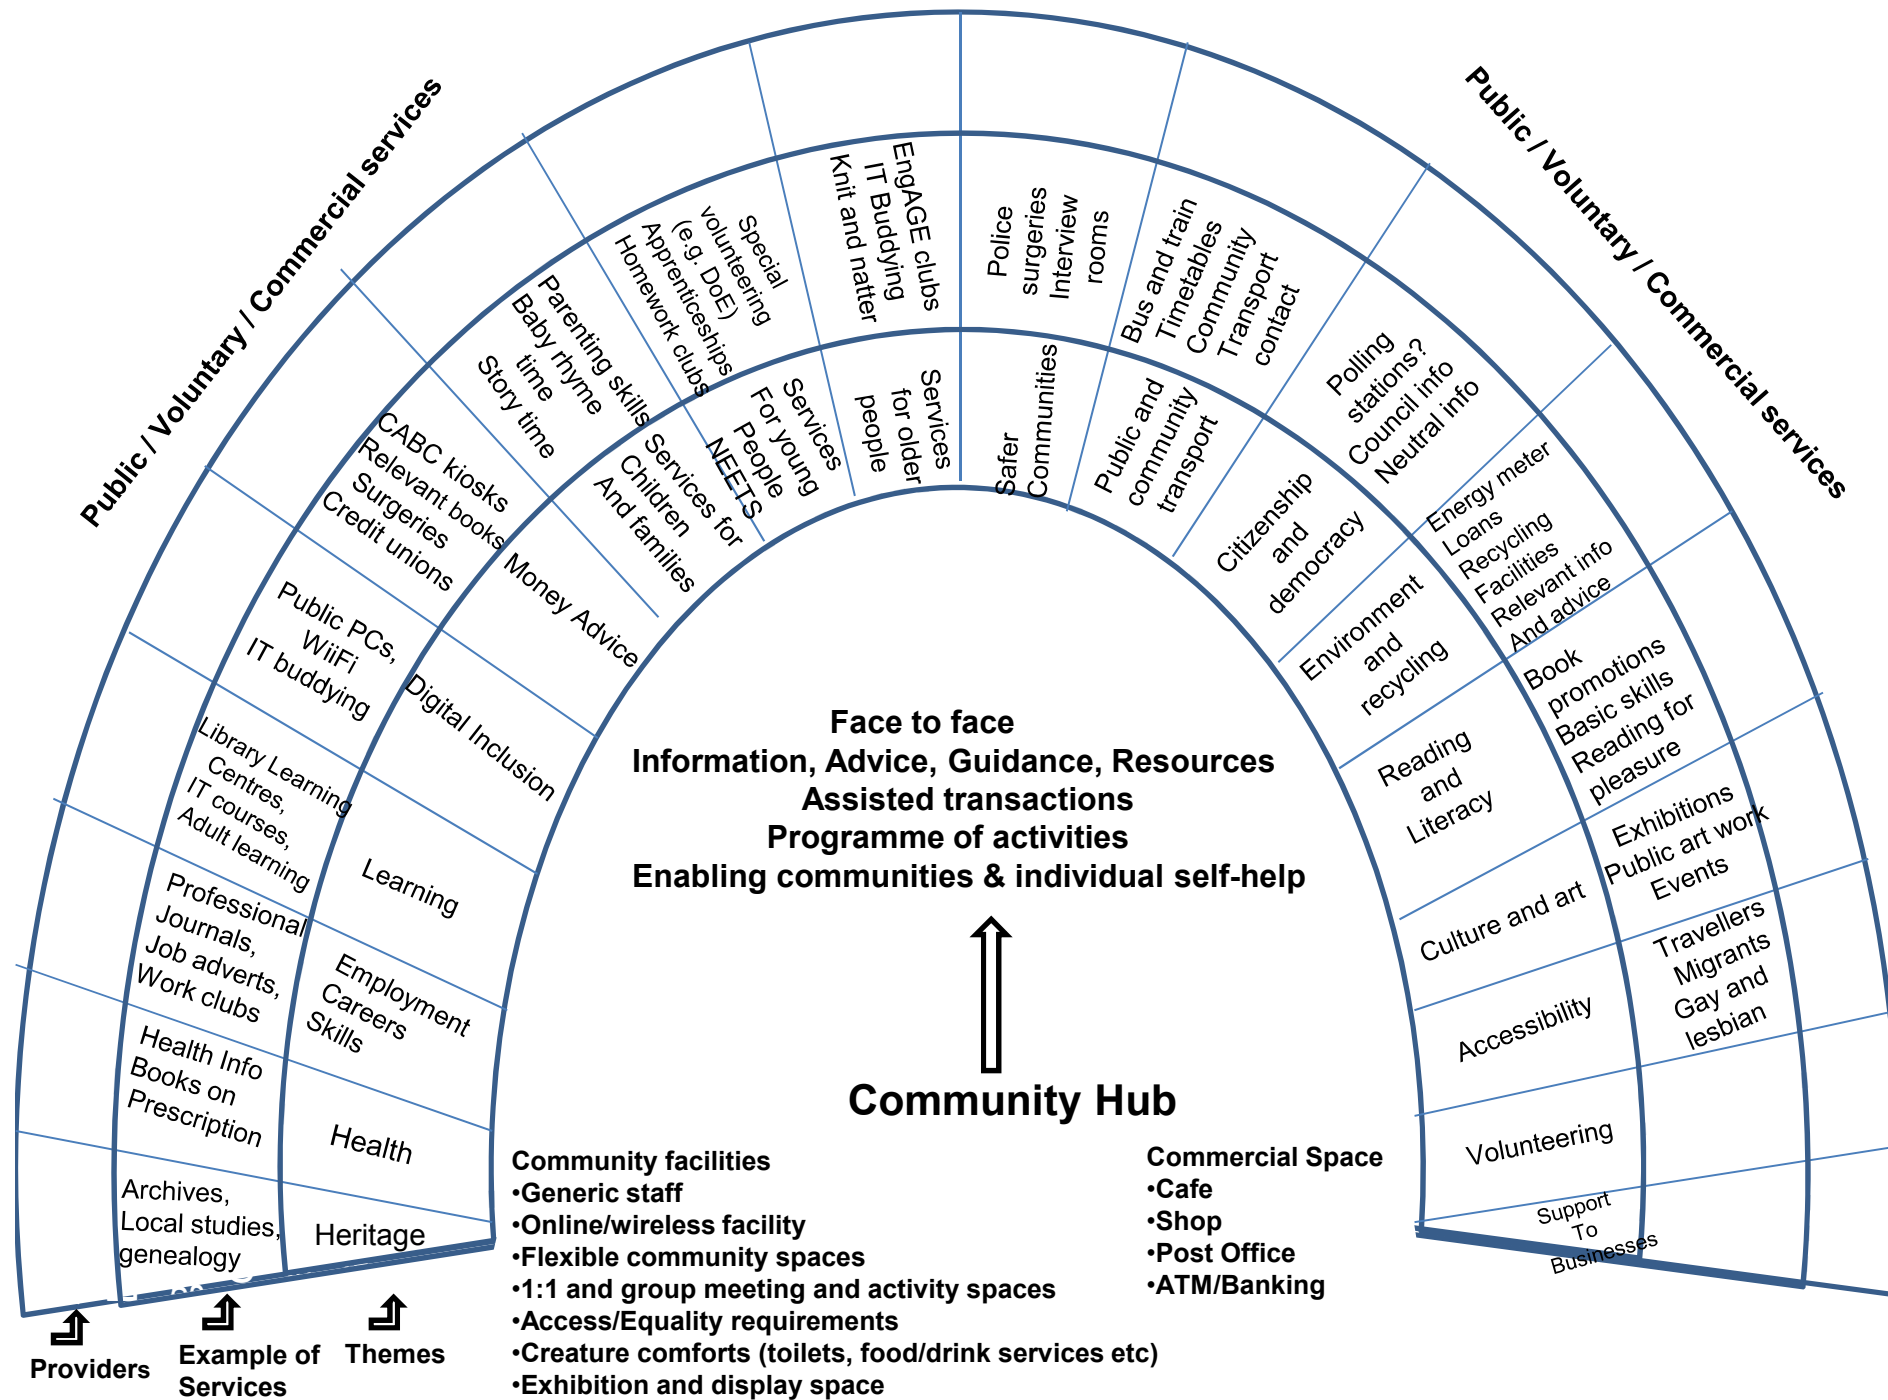 Public / Voluntary / Commercial services
Public / Voluntary / Commercial services
Archives,
Local studies,
genealogy
Heritage
Health Info
Books on
Prescription
Health
Professional
Journals,
Job adverts,
Work clubs
Employment
Careers
Skills
Library Learning
Centres,
IT courses,
Adult learning
Learning
Public PCs,
WiiFi
IT buddying
Digital Inclusion
CABC kiosks
Relevant books
Surgeries
Credit unions
Money Advice
Parenting skills
Baby rhyme
time
Story time
Services for
Children
And families
Special
volunteering
(e.g. DoE)
Apprenticeships
Homework clubs
Services
For young
People
NEETS
EngAGE clubs
IT Buddying
Knit and natter
Services
for older
people
Police
surgeries
Interview
rooms
Safer
Communities
Bus and train
Timetables
Community
Transport
contact
Public and
community
transport
Polling
stations?
Council info
Neutral info
Citizenship
and
democracy
Energy meter
Loans
Recycling
Facilities
Relevant info
And advice
Environment
and
recycling
Book
promotions
Basic skills
Reading for
pleasure
Reading
and
Literacy
Exhibitions
Public art work
Events
Culture and art
Travellers
Migrants
Gay and
lesbian
Accessibility
Volunteering
Support
To
Businesses
Face to face
Information, Advice, Guidance, Resources
Assisted transactions
Programme of activities
Enabling communities & individual self-help
Community Hub
Community facilities
•Generic staff
•Online/wireless facility
•Flexible community spaces
•1:1 and group meeting and activity spaces
•Access/Equality requirements
•Creature comforts (toilets, food/drink services etc)
•Exhibition and display space
Commercial Space
•Cafe
•Shop
•Post Office
•ATM/Banking
Providers
Example of
Services
Themes